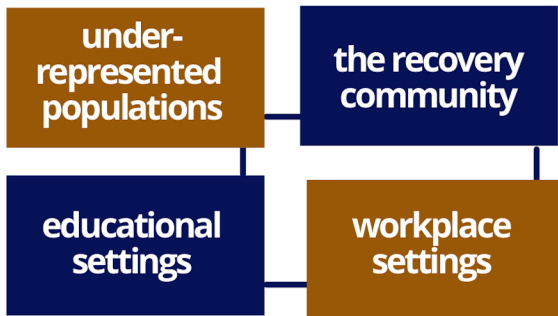 under-
represented
populations
the recovery
community
educational
settings
workplace
settings